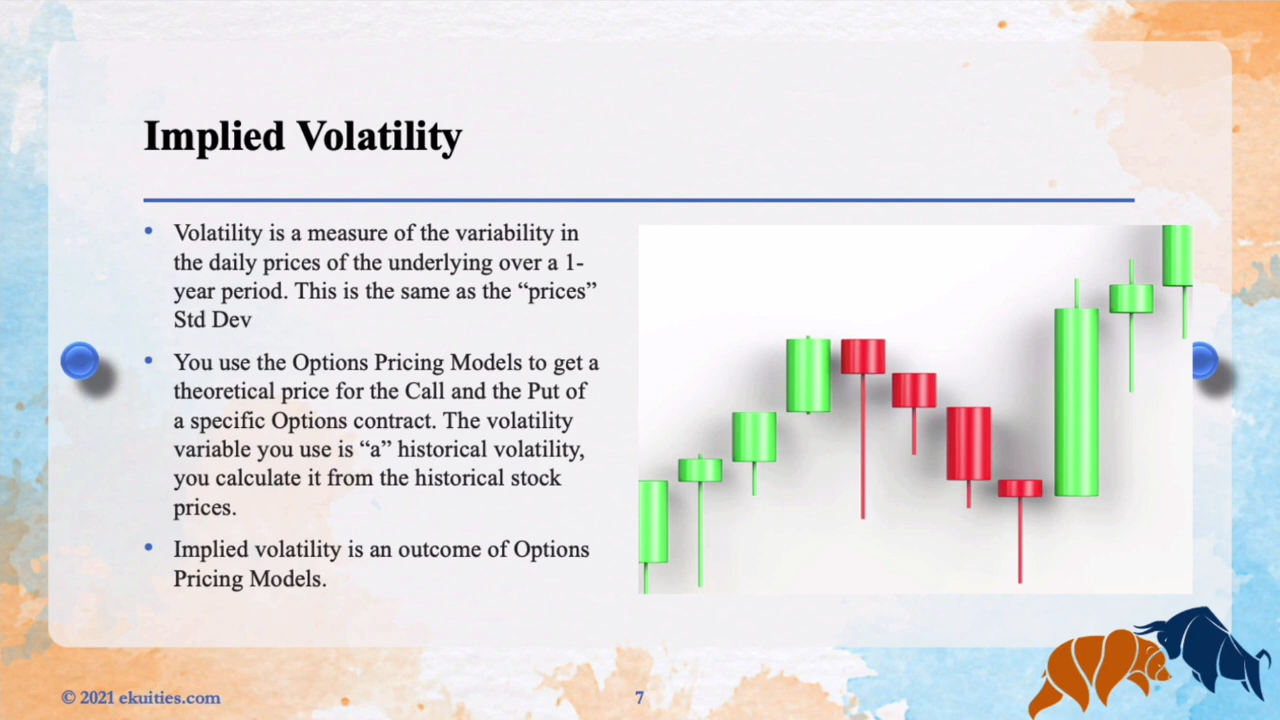 Implied Volatility
• Volatility is a measure of the variability in
the daily prices of the underlying over a 1-
year period. This is the same as the “prices”
Std Dev
• You use the Options Pricing Models to get a
theoretical price for the Call and the Put of
a specific Options contract. The volatility
variable you use is “a” historical volatility,
you calculate it from the historical stock
prices.
• Implied volatility is an outcome of Options
Pricing Models.
© 2021 ekuities.com
7